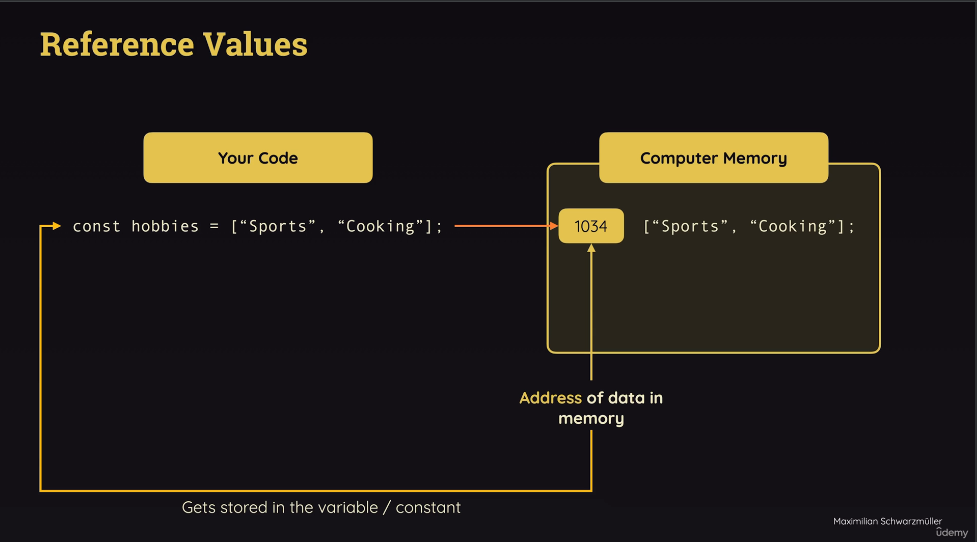 Reference Values
Your Code
Computer Memory
const hobbies = [“Sports”, “Cooking”];
1034
[“Sports”, “Cooking”];
Address of data in
memory
Gets stored in the variable / constant
Maximilian Schwarzmüller
ûdemy